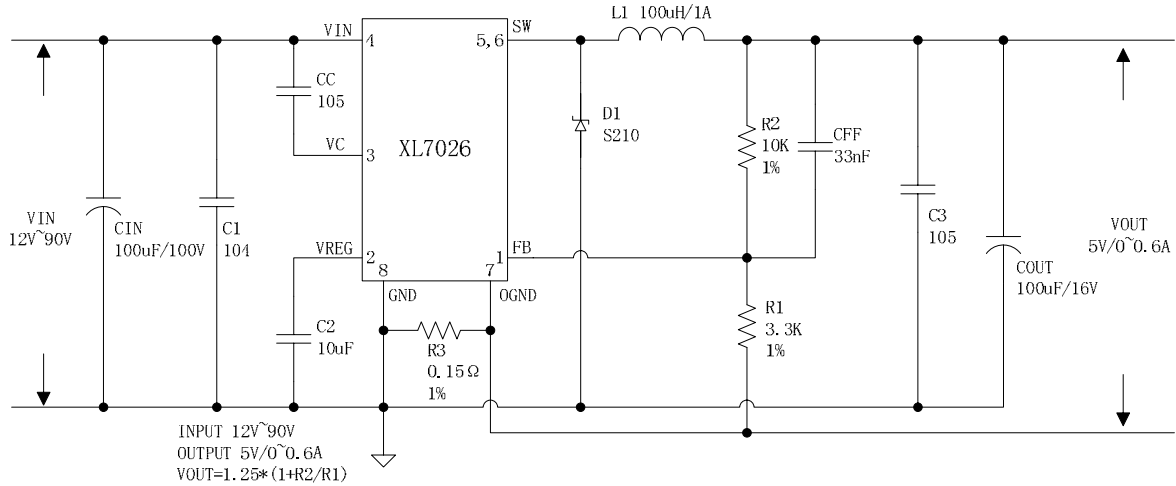 L1 100uH/1A
VIN
4
5,6
SW
CC
105
VC
3
XL7026
D1
S210
R2
10K
1%
CFF
33nF
VIN
12V~90V
CIN
100uF/100V
C1
104
VREG
2
8
7
1
FB
GND
OGND
C3
105
COUT
100uF/16V
VOUT
5V/0~0.6A
C2
10uF
R3
0.15Ω
1%
R1
3.3K
1%
INPUT 12V~90V
OUTPUT 5V/0~0.6A
VOUT=1.25*(1+R2/R1)